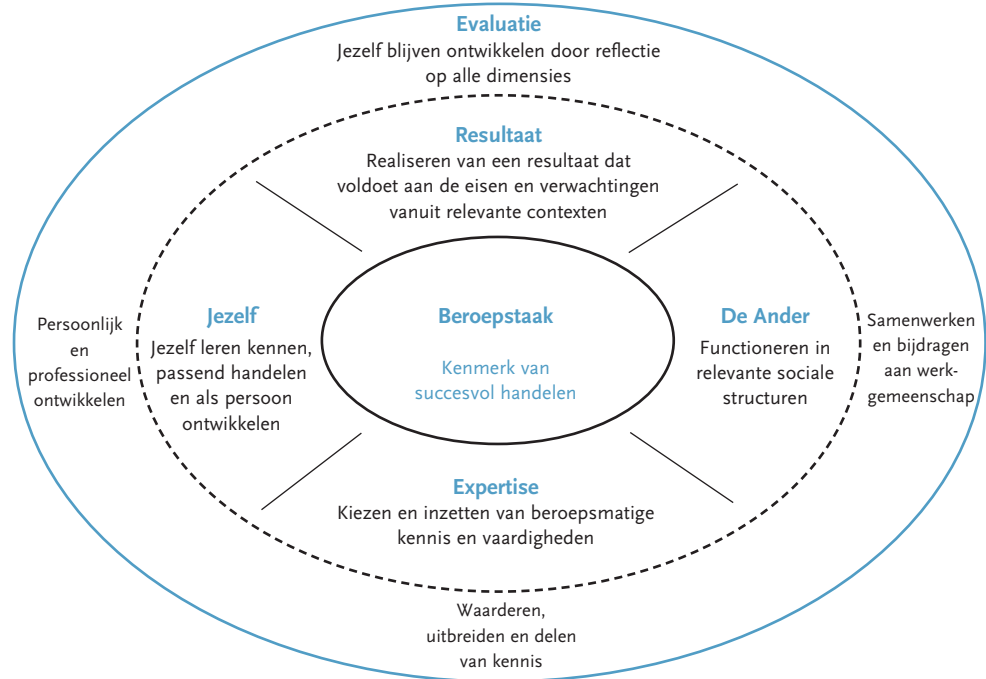 Evaluatie
Jezelf blijven ontwikkelen door reflectie
op alle dimensies
Resultaat
Realiseren van een resultaat dat
voldoet aan de eisen en verwachtingen
vanuit relevante contexten
Persoonlijk
en
professioneel
ontwikkelen
Jezelf
Jezelf leren kennen,
passend handelen
en als persoon
ontwikkelen
Beroepstaak
Kenmerk van
succesvol handelen
De Ander
Functioneren in
relevante sociale
structuren
Samenwerken
en bijdragen
aan werk-
gemeenschap
Expertise
Kiezen en inzetten van beroepsmatige
kennis en vaardigheden
Waarderen,
uitbreiden en delen
van kennis